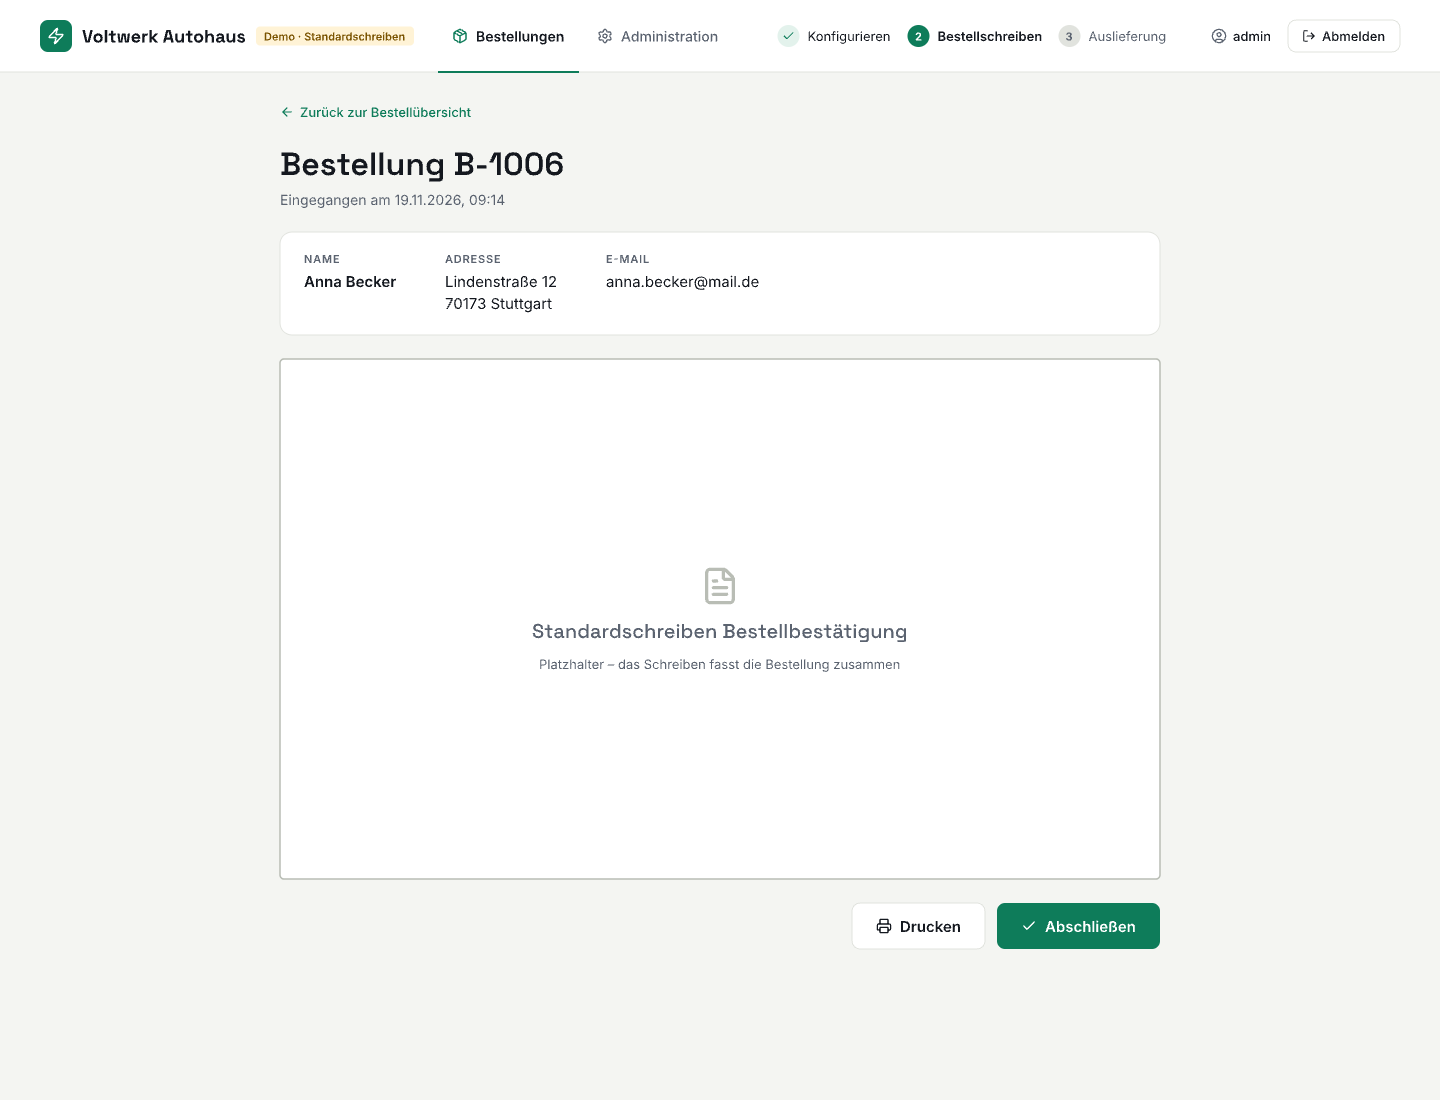 Voltwerk Autohaus
Demo · Standardschreiben
Bestellungen
Administration
Konfigurieren
2 Bestellschreiben
3 Auslieferung
admin
Abmelden
Zurück zur Bestellübersicht
Bestellung B-1006
Eingegangen am 19.11.2026, 09:14
NAME
Anna Becker
ADRESSE
Lindenstraße 12
70173 Stuttgart
E-MAIL
anna.becker@mail.de
Standardschreiben Bestellbestätigung
Platzhalter – das Schreiben fasst die Bestellung zusammen
Drucken
Abschließen